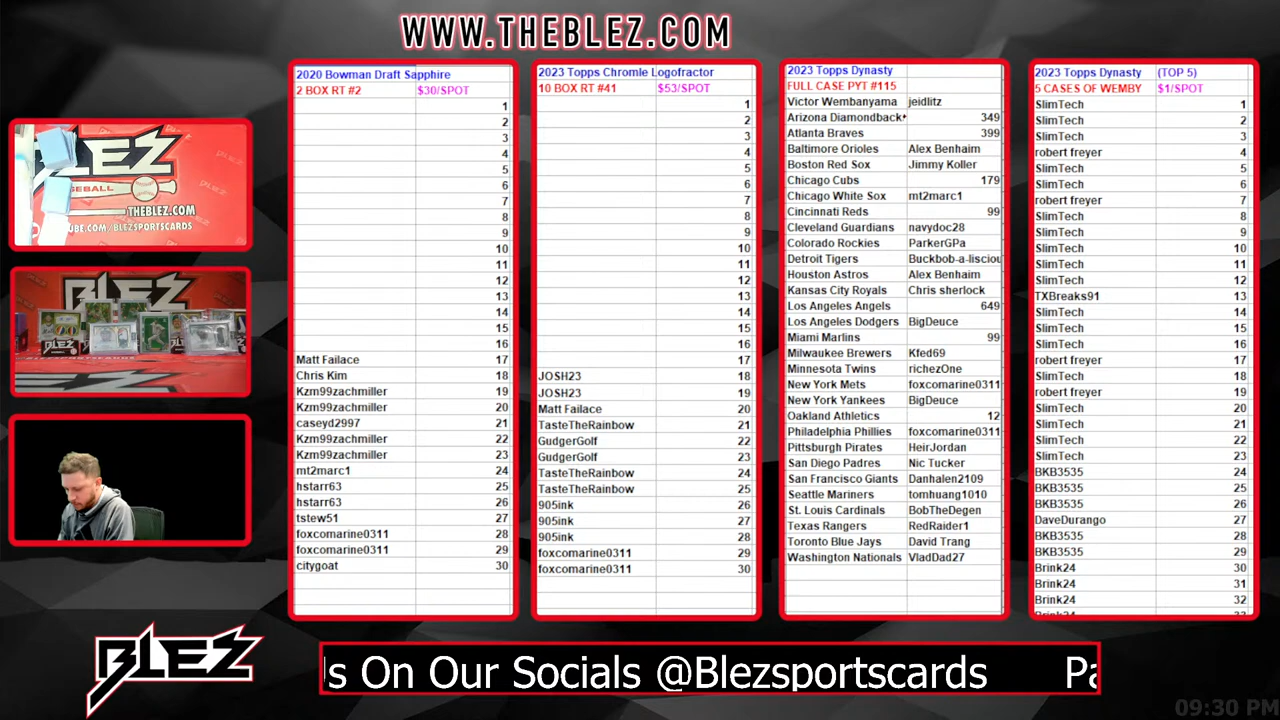 WWW.THEBLEZ.COM
2020 Bowman Draft Sapphire
2 BOX RT #2 $30/SPOT
1
2
3
4
5
6
7
8
9
10
11
12
13
14
15
16
Matt Failace 17
Chris Kim 18
Kzm99zachmiller 19
Kzm99zachmiller 20
caseyd2997 21
Kzm99zachmiller 22
Kzm99zachmiller 23
mt2marc1 24
hstarr63 25
hstarr63 26
tstew51 27
foxcomarine0311 28
foxcomarine0311 29
citygoat 30
2023 Topps Chromle Logofractor
10 BOX RT #41 $53/SPOT
1
2
3
4
5
6
7
8
9
10
11
12
13
14
15
16
17
JOSH23 18
JOSH23 19
Matt Failace 20
TasteTheRainbow 21
GudgerGolf 22
GudgerGolf 23
TasteTheRainbow 24
TasteTheRainbow 25
905ink 26
905ink 27
905ink 28
foxcomarine0311 29
foxcomarine0311 30
2023 Topps Dynasty
FULL CASE PYT #115
Victor Wembanyama jeidlitz
Arizona Diamondback 349
Atlanta Braves 399
Baltimore Orioles Alex Benhaim
Boston Red Sox Jimmy Koller
Chicago Cubs 179
Chicago White Sox mt2marc1
Cincinnati Reds 99
Cleveland Guardians navydoc28
Colorado Rockies ParkerGPa
Detroit Tigers Buckbob-a-lisciou
Houston Astros Alex Benhaim
Kansas City Royals Chris sherlock
Los Angeles Angels 649
Los Angeles Dodgers BigDeuce
Miami Marlins 99
Milwaukee Brewers Kfed69
Minnesota Twins richezOne
New York Mets foxcomarine0311
New York Yankees BigDeuce
Oakland Athletics 12
Philadelphia Phillies foxcomarine0311
Pittsburgh Pirates HeirJordan
San Diego Padres Nic Tucker
San Francisco Giants Danhalen2109
Seattle Mariners tomhuang1010
St. Louis Cardinals BobTheDegen
Texas Rangers RedRaider1
Toronto Blue Jays David Trang
Washington Nationals VladDad27
2023 Topps Dynasty (TOP 5)
5 CASES OF WEMBY $1/SPOT
SlimTech 1
SlimTech 2
SlimTech 3
robert freyer 4
SlimTech 5
SlimTech 6
robert freyer 7
SlimTech 8
SlimTech 9
SlimTech 10
SlimTech 11
SlimTech 12
TXBreaks91 13
SlimTech 14
SlimTech 15
SlimTech 16
robert freyer 17
SlimTech 18
robert freyer 19
SlimTech 20
SlimTech 21
SlimTech 22
SlimTech 23
BKB3535 24
BKB3535 25
BKB3535 26
DaveDurango 27
BKB3535 28
BKB3535 29
Brink24 30
Brink24 31
Brink24 32
Brink24 33
BLEZ
SEBALL
THEBLEZ.COM
UBE.COM/BLEZSPORTSCARDS
BLEZ
BLEZ
Us On Our Socials @Blezsportscards Pa
09:30 PM